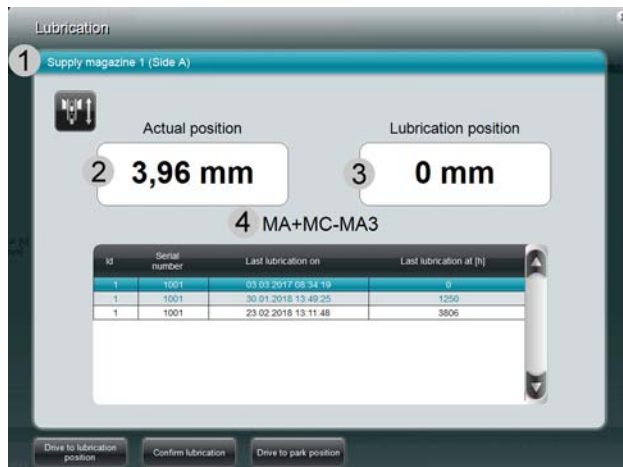 Lubrication
1 Supply magazine 1 (Side A)
Actual position Lubrication position
2 3,96 mm 3 0 mm
4 MA+MC-MA3
Id Serial number Last lubrication on Last lubrication at [h]
1 1001 03.03.2017 08:34:19 0
1 1001 30.01.2018 13:49:25 1250
1 1001 23.02.2018 13:11:48 3806
Drive to lubrication position Confirm lubrication Drive to park position